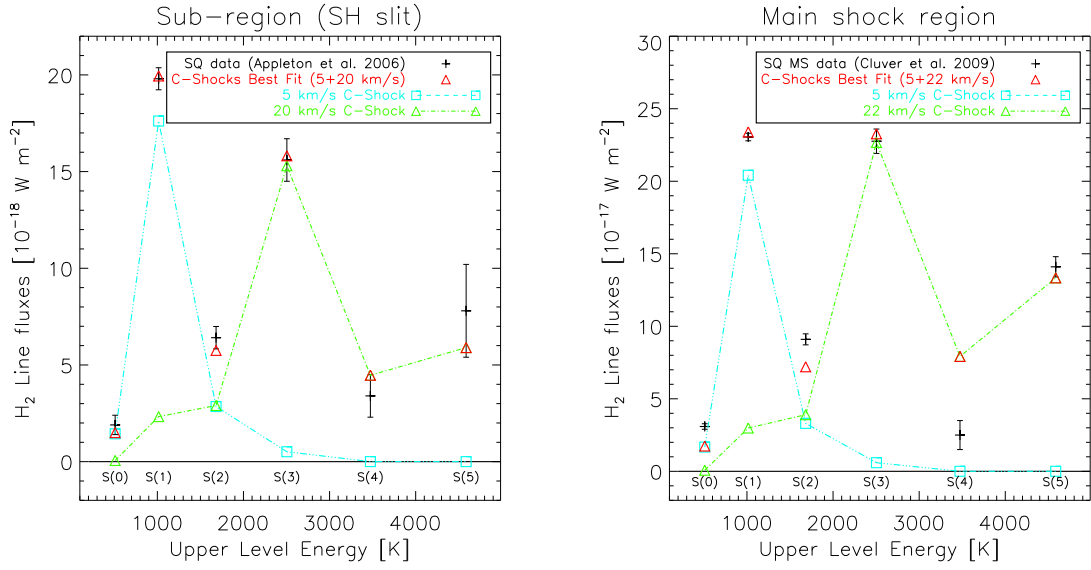 Sub-region (SH slit)
H2 Line fluxes [10^-18 W m^-2]
20
15
10
5
0
SQ data (Appleton et al. 2006)
C-Shocks Best Fit (5+20 km/s)
5 km/s C-Shock
20 km/s C-Shock
S(0) S(1) S(2) S(3) S(4) S(5)
1000 2000 3000 4000
Upper Level Energy [K]
Main shock region
H2 Line fluxes [10^-17 W m^-2]
30
25
20
15
10
5
0
SQ MS data (Cluver et al. 2009)
C-Shocks Best Fit (5+22 km/s)
5 km/s C-Shock
22 km/s C-Shock
S(0) S(1) S(2) S(3) S(4) S(5)
1000 2000 3000 4000
Upper Level Energy [K]